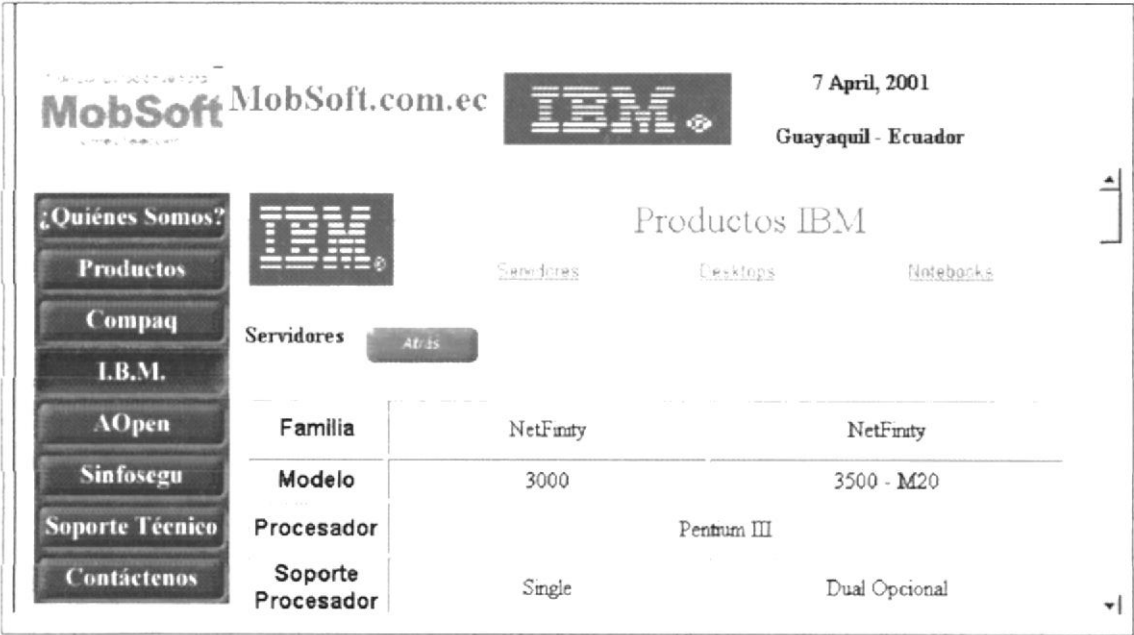 MobSoft
MobSoft.com.ec
IBM®
7 April, 2001
Guayaquil - Ecuador
¿Quiénes Somos?
Productos
Compaq
I.B.M.
AOpen
Sinfosegu
Soporte Técnico
Contáctenos
IBM®
Productos IBM
Servidores Desktops Notebooks
Servidores Atrás
Familia NetFinity NetFinity
Modelo 3000 3500 - M20
Procesador Pentium III
Soporte Procesador Single Dual Opcional